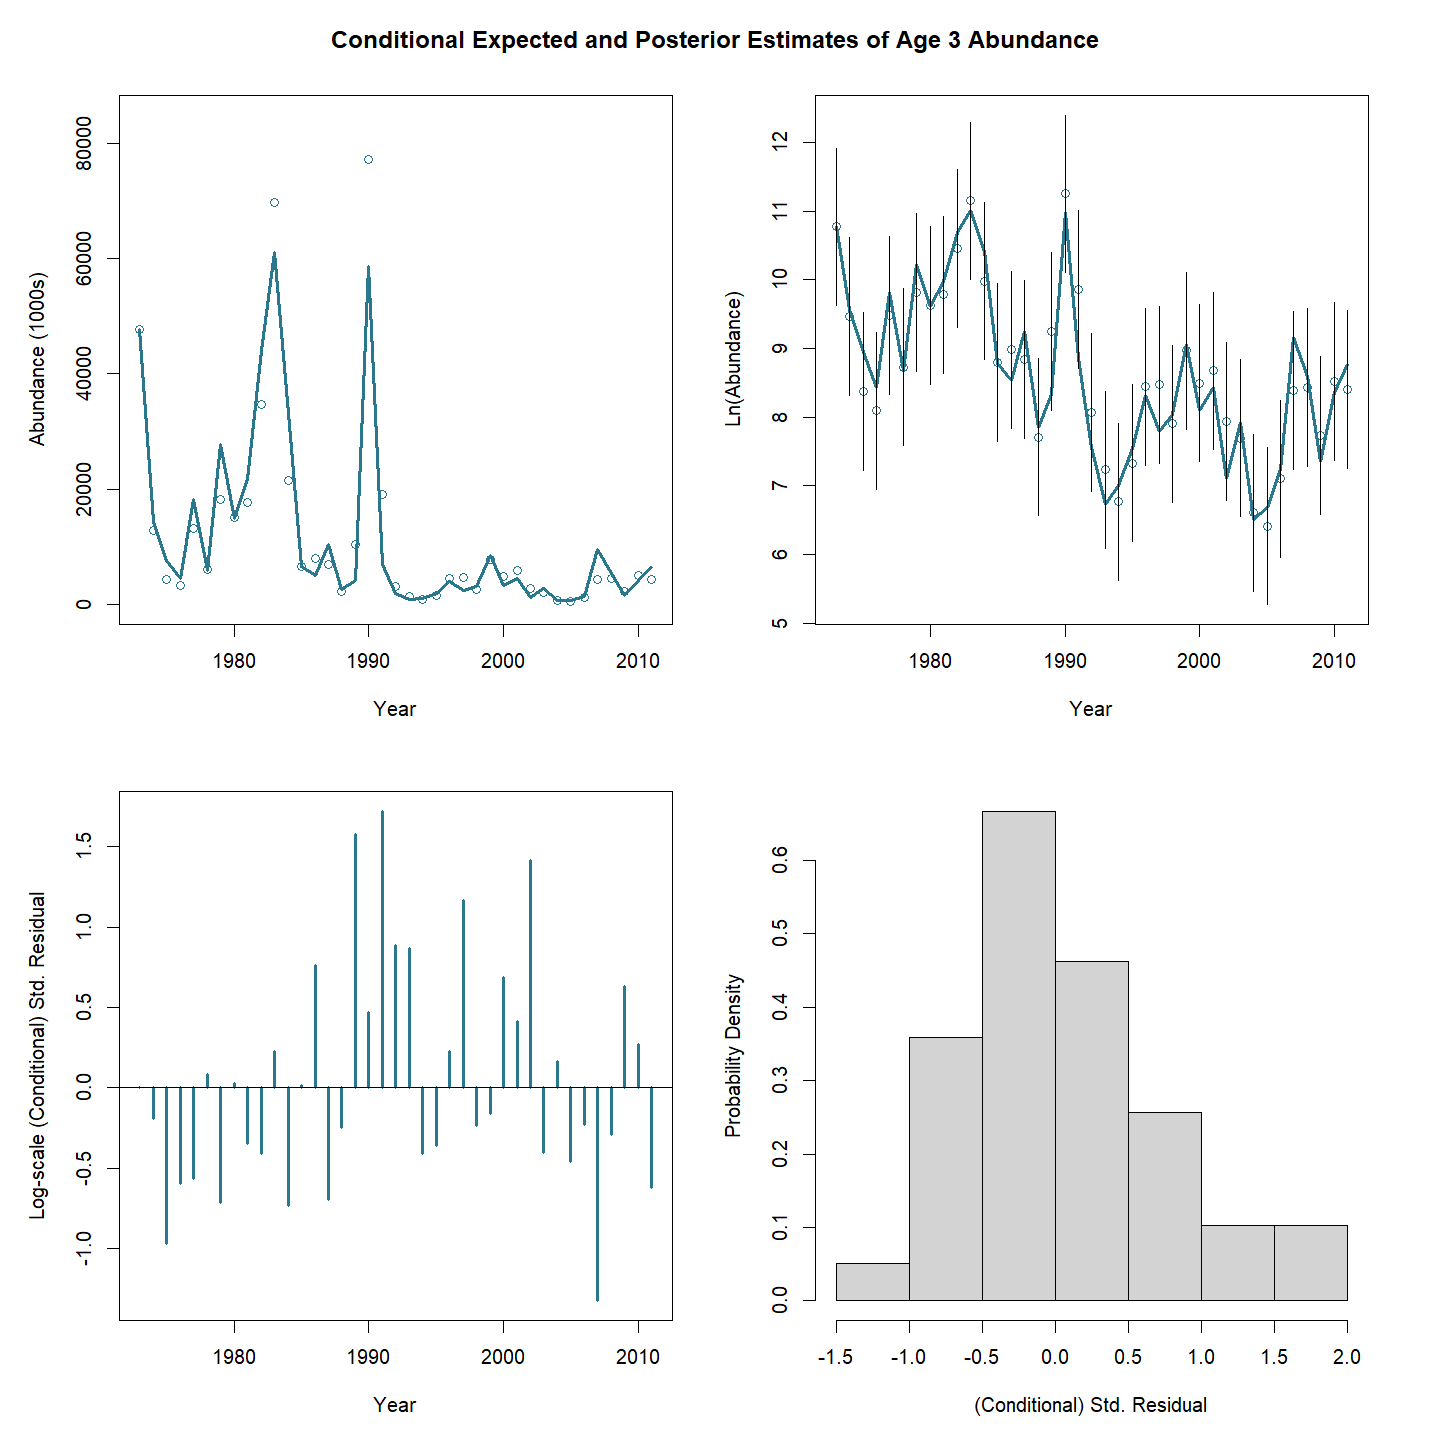 Conditional Expected and Posterior Estimates of Age 3 Abundance
Abundance (1000s)
80000
60000
40000
20000
0
1980 1990 2000 2010
Year
Ln(Abundance)
12
11
10
9
8
7
6
5
1980 1990 2000 2010
Year
Log-scale (Conditional) Std. Residual
1.5
1.0
0.5
0.0
-0.5
-1.0
1980 1990 2000 2010
Year
Probability Density
0.6
0.5
0.4
0.3
0.2
0.1
0.0
-1.5 -1.0 -0.5 0.0 0.5 1.0 1.5 2.0
(Conditional) Std. Residual